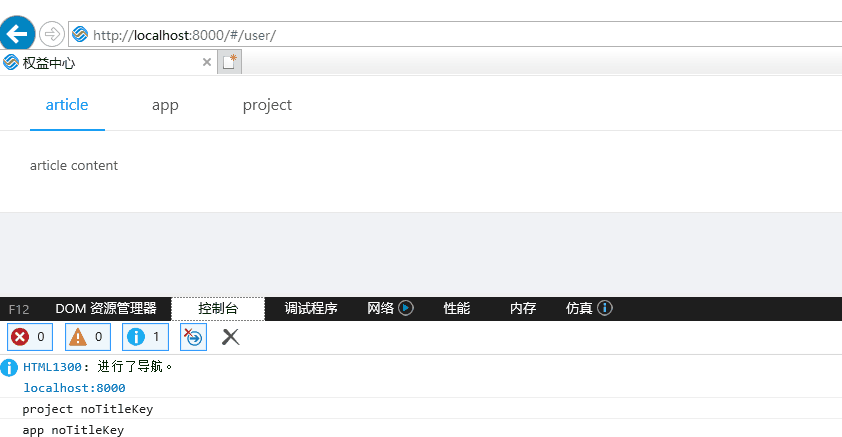 http://localhost:8000/#/user/
权益中心
article app project
article content
F12 DOM 资源管理器 控制台 调试程序 网络 性能 内存 仿真
0 0 1
HTML1300: 进行了导航。
localhost:8000
project noTitleKey
app noTitleKey